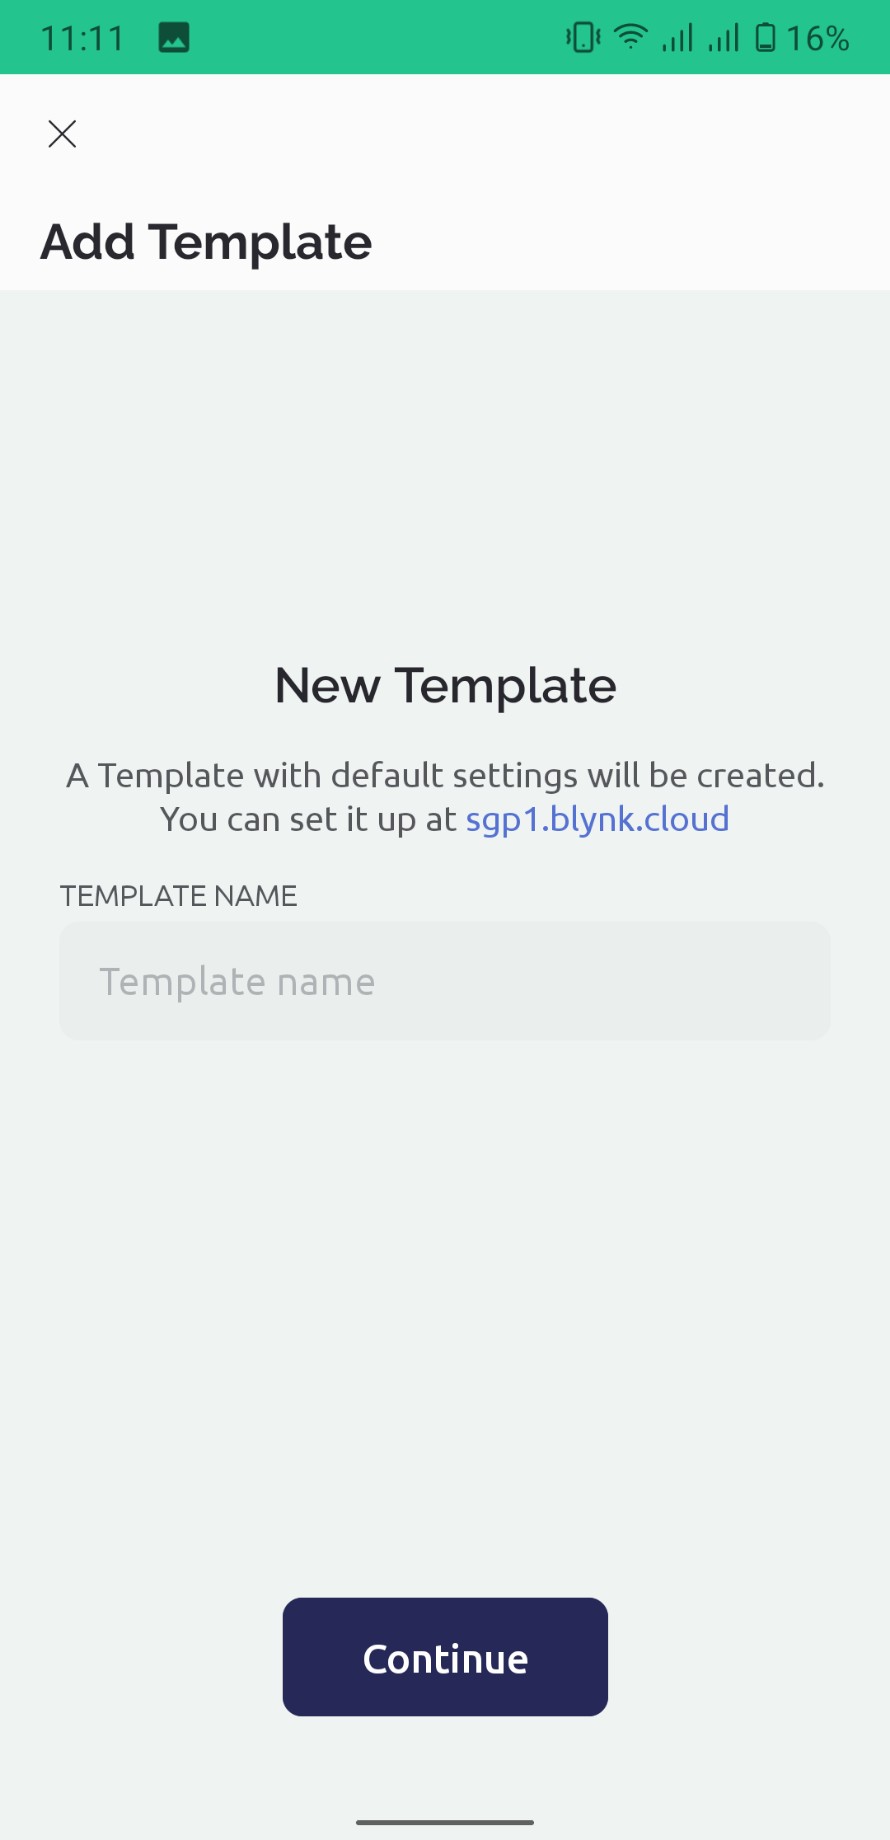 11:11 16%
Add Template
New Template
A Template with default settings will be created.
You can set it up at sgp1.blynk.cloud
TEMPLATE NAME
Template name
Continue